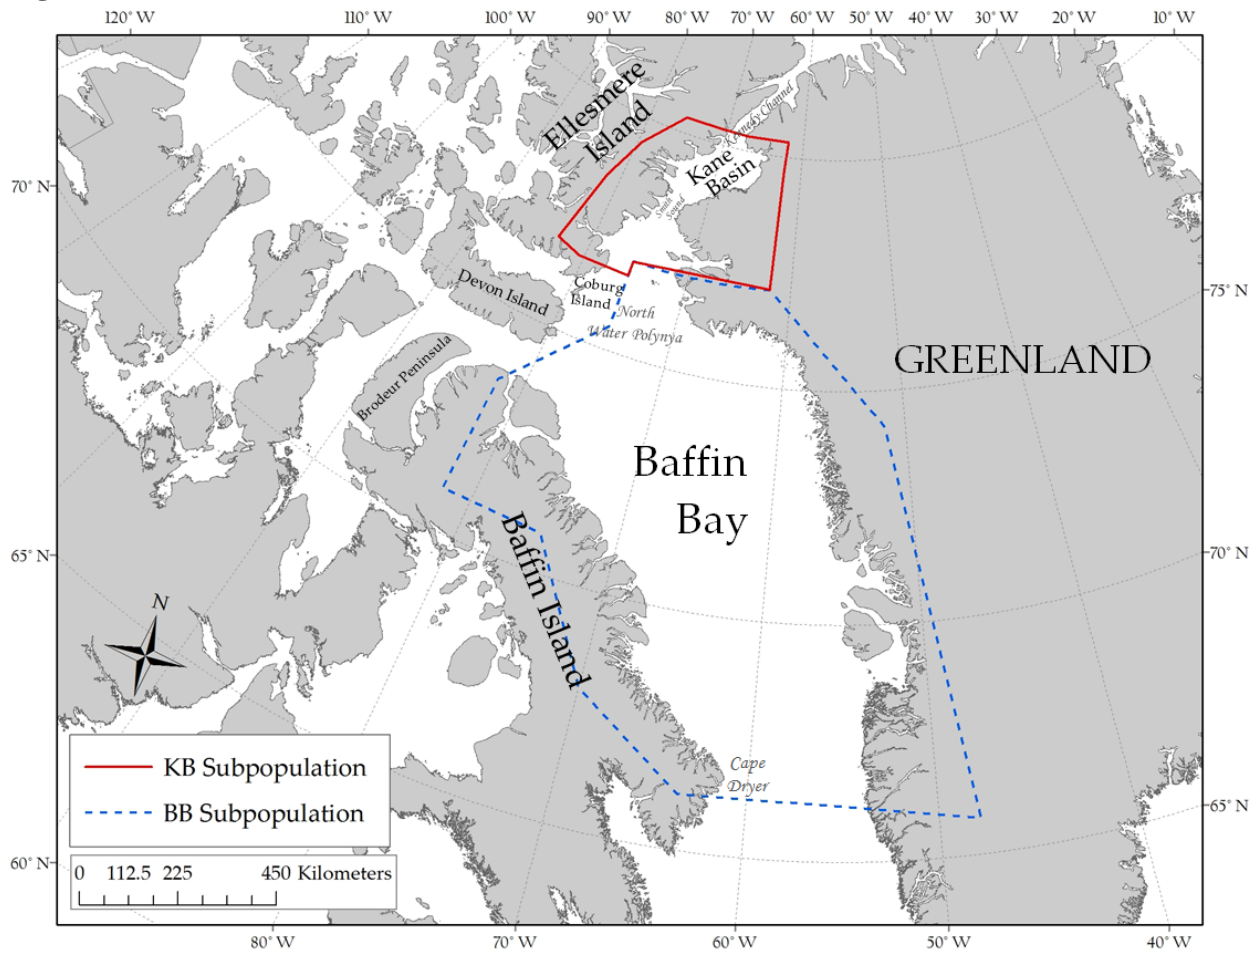 120° W 110° W 100° W 90° W 80° W 70° W 60° W 50° W 40° W 30° W 20° W 10° W
Ellesmere
Island
Kennedy Channel
Kane
Basin
Smith
Sound
70° N
Devon Island
Coburg
Island
North
Water Polynya
75° N
Brodeur Peninsula
GREENLAND
Baffin
Bay
Baffin Island
65° N
70° N
N
Cape
Dryer
KB Subpopulation
BB Subpopulation
65° N
60° N
0 112.5 225 450 Kilometers
80° W 70° W 60° W 50° W 40° W